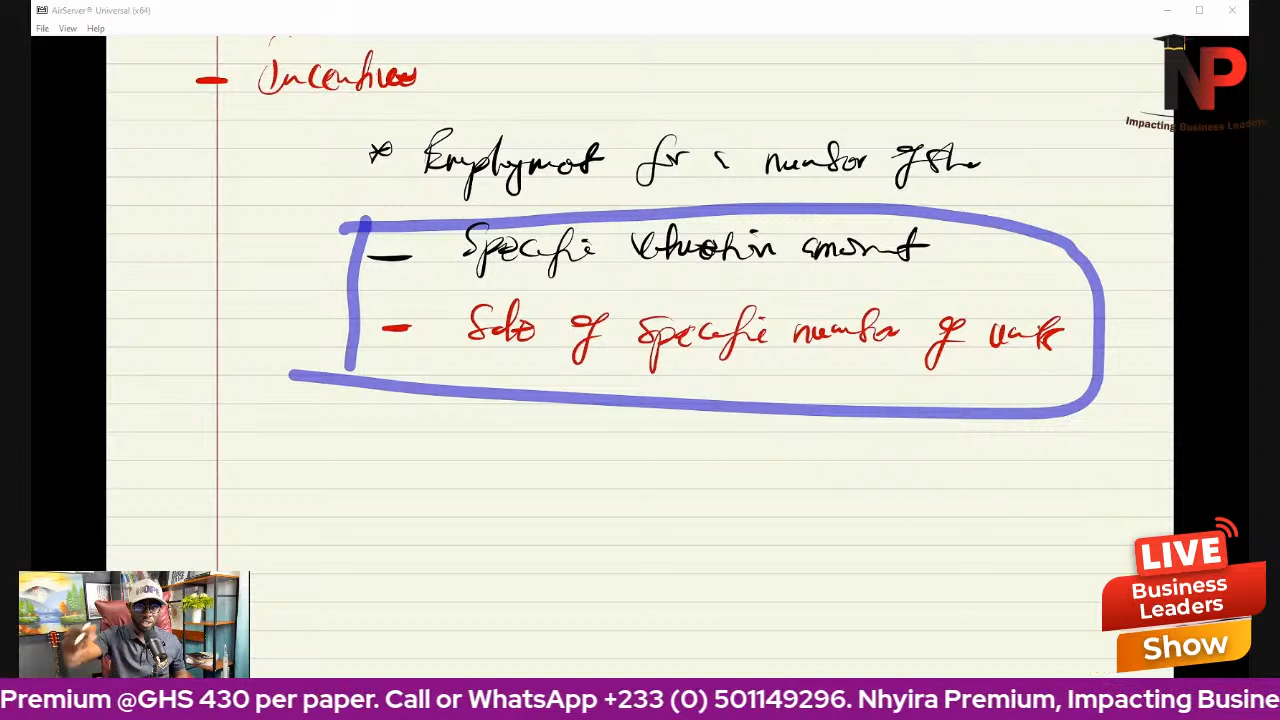 AirServer® Universal (x64)
File View Help
- Incentives
NP
Impacting Business Leaders
* Employment for a number of the
- Specific valuation amount
- Sale of specific number of units
LIVE
Business
Leaders
Show
Premium @GHS 430 per paper. Call or WhatsApp +233 (0) 501149296. Nhyira Premium, Impacting Busine